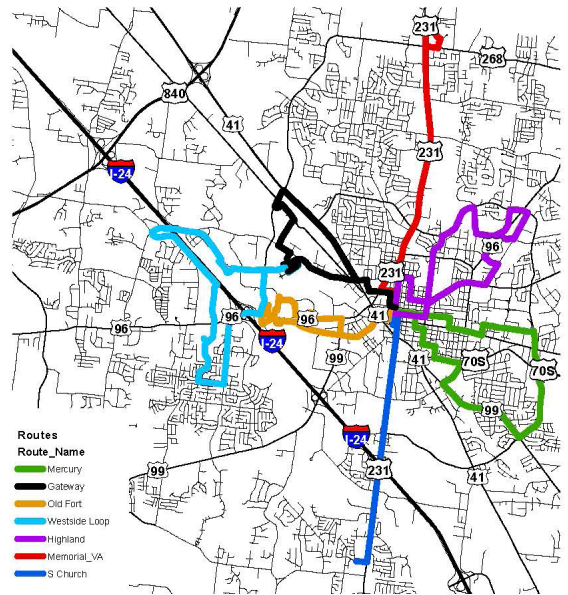 231
268
840
41
I-24
231
96
231
96
96
96
41
I-24
99
41
70S
70S
99
I-24
231
99
41
Routes
Route_Name
Mercury
Gateway
Old Fort
Westside Loop
Highland
Memorial_VA
S Church